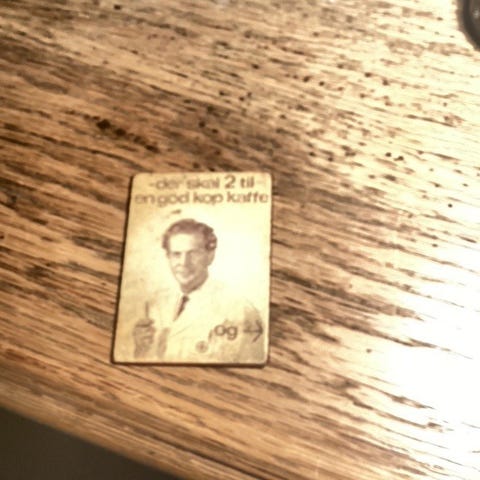 -der skal 2 til
en god kop kaffe
og →